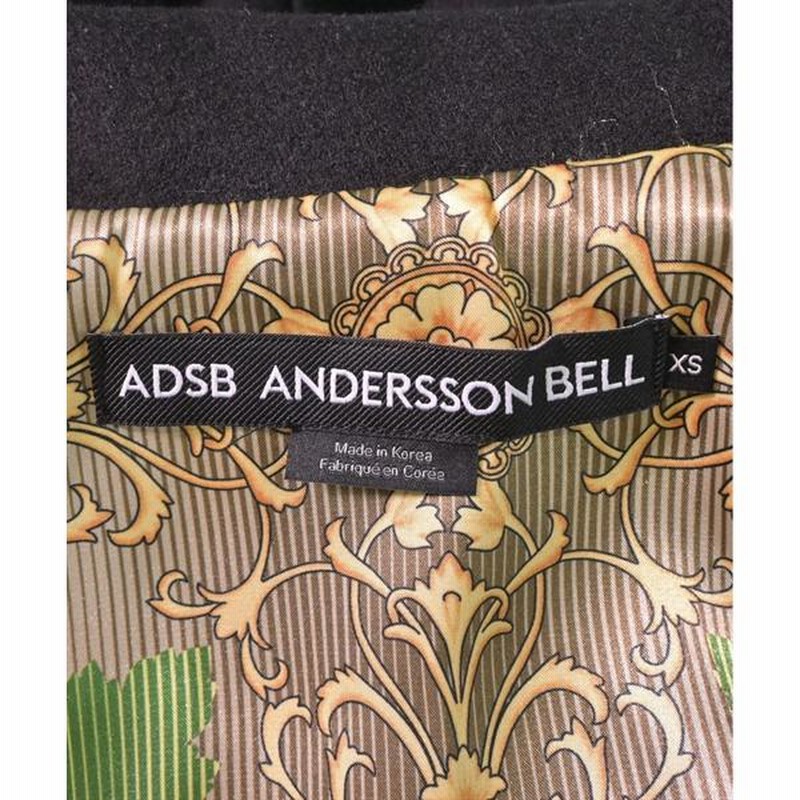 ADSB ANDERSSON BELL
XS
Made in Korea
Fabriqué en Corée